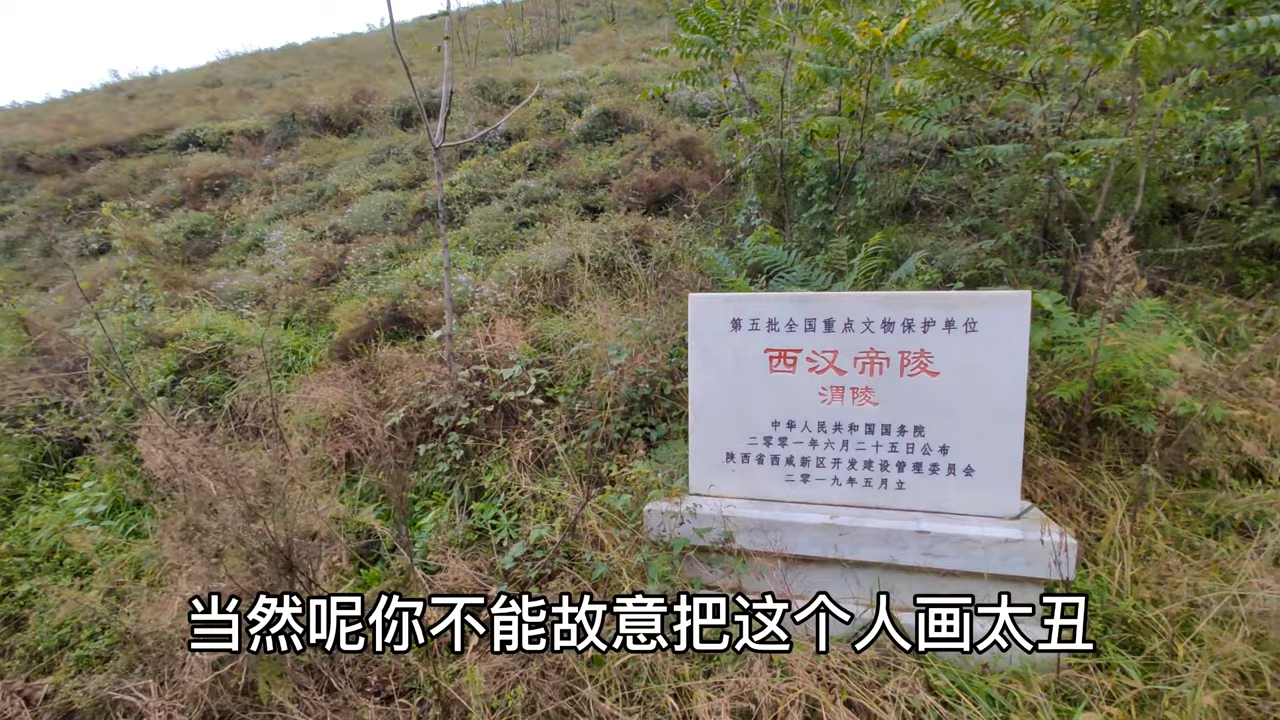 第五批全国重点文物保护单位
西汉帝陵
渭陵
中华人民共和国国务院
二零零一年六月二十五日公布
陕西省西咸新区开发建设管理委员会
二零一九年五月立
当然呢你不能故意把这个人画太丑